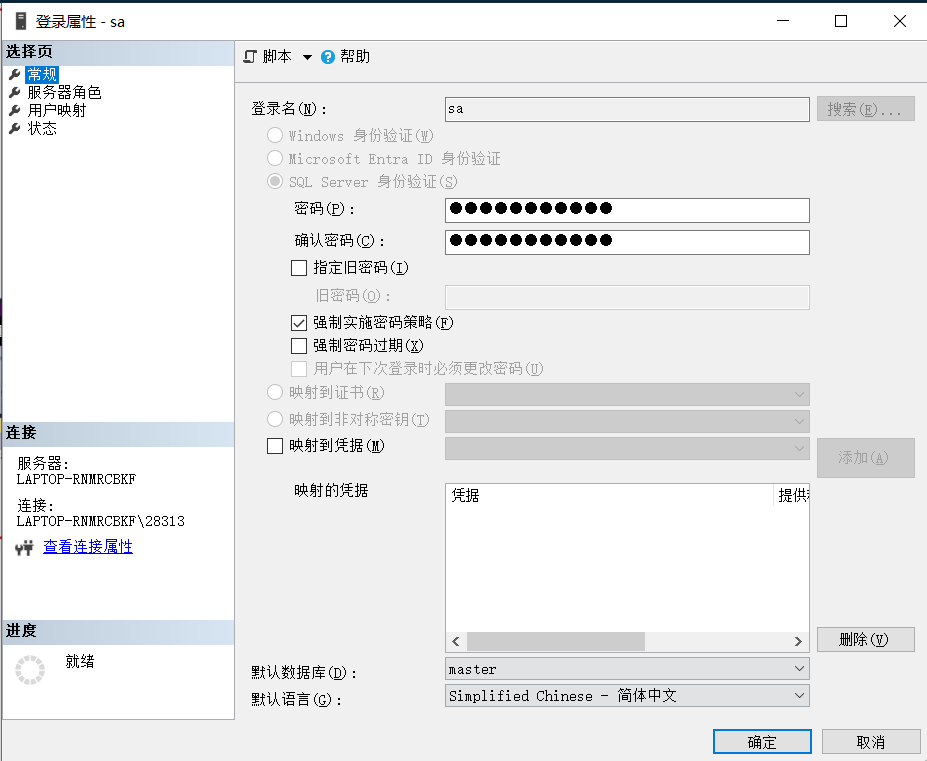 登录属性 - sa
选择页
常规
服务器角色
用户映射
状态
脚本
帮助
登录名(N):
sa
搜索(E)...
Windows 身份验证(W)
Microsoft Entra ID 身份验证
SQL Server 身份验证(S)
密码(P):
●●●●●●●●●●●
确认密码(C):
●●●●●●●●●●●
指定旧密码(I)
旧密码(O):
强制实施密码策略(F)
强制密码过期(X)
用户在下次登录时必须更改密码(U)
映射到证书(R)
映射到非对称密钥(T)
映射到凭据(M)
添加(A)
映射的凭据
凭据
提供
删除(V)
默认数据库(D):
master
默认语言(G):
Simplified Chinese - 简体中文
连接
服务器:
LAPTOP-RNMRCBKF
连接:
LAPTOP-RNMRCBKF\28313
查看连接属性
进度
就绪
确定
取消